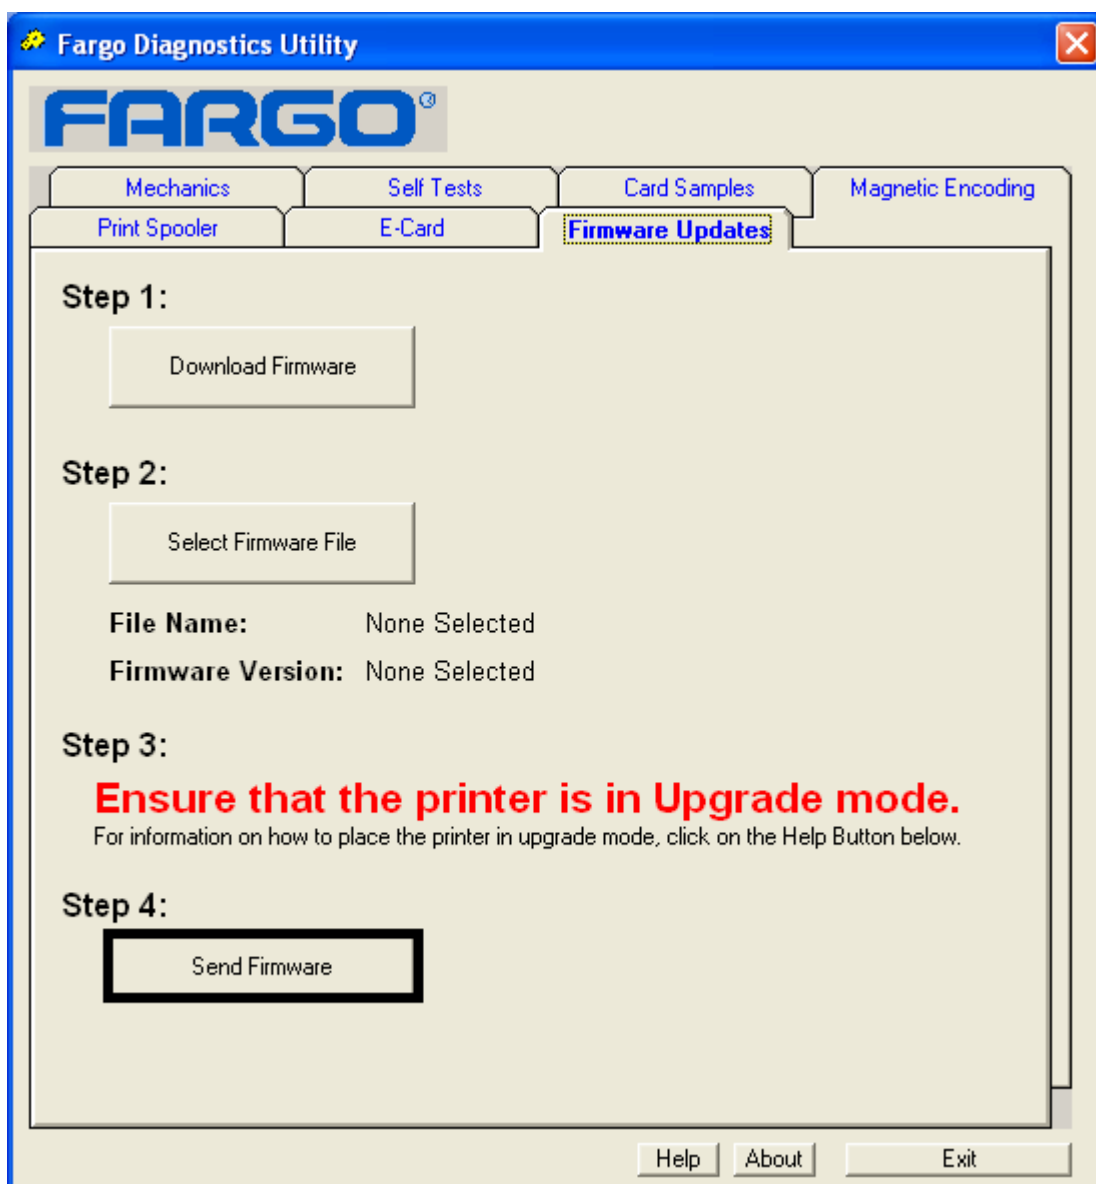 Fargo Diagnostics Utility
FARGO®
Mechanics Self Tests Card Samples Magnetic Encoding
Print Spooler E-Card Firmware Updates
Step 1:
Download Firmware
Step 2:
Select Firmware File
File Name: None Selected
Firmware Version: None Selected
Step 3:
Ensure that the printer is in Upgrade mode.
For information on how to place the printer in upgrade mode, click on the Help Button below.
Step 4:
Send Firmware
Help About Exit